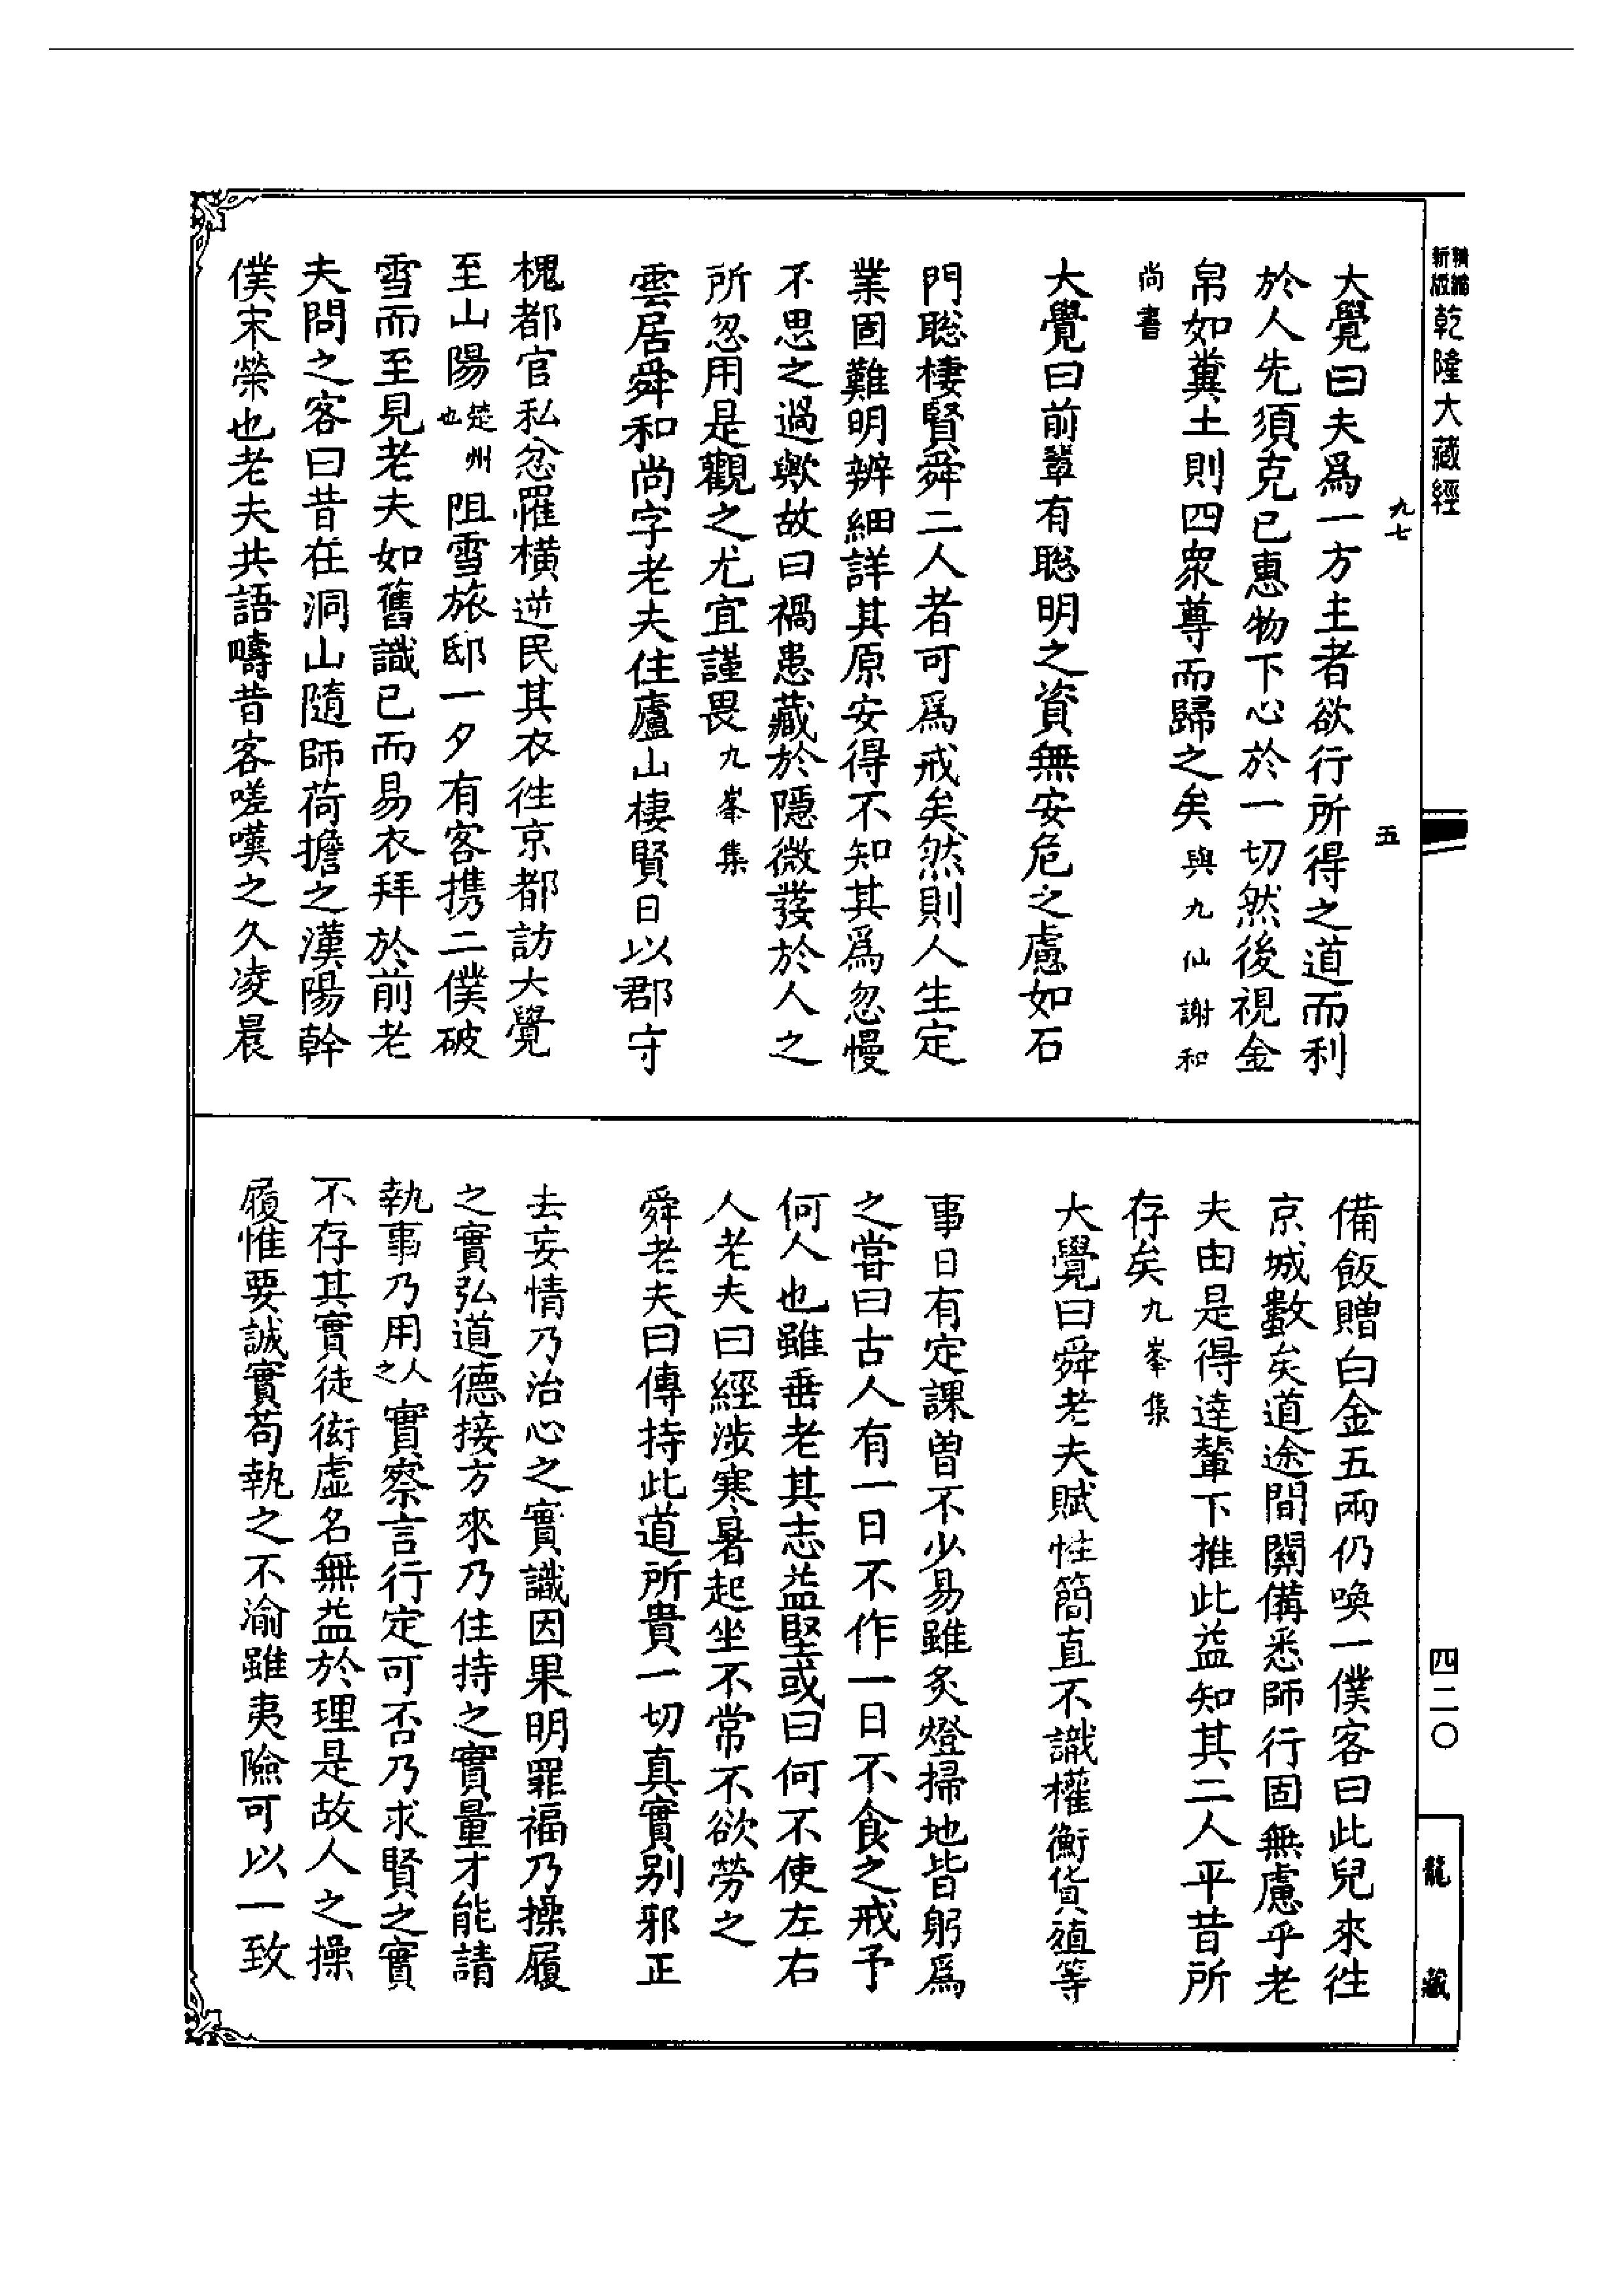 精縮
新版
乾隆大藏經
九七
五
大覺曰夫爲一方主者欲行所得之道而利
於人先須克已惠物下心於一切然後視金
帛如糞土則四衆尊而歸之矣與九仙謝和
尚書
大覺曰前輩有聡明之資無安危之慮如石
門聡棲賢舜二人者可爲戒矣然則人生定
業固難明辨細詳其原安得不知其爲忽慢
不思之過歟故曰禍患藏於隱微發於人之
所忽用是觀之尤宜謹畏九峯集
雲居舜和尚字老夫住廬山棲賢日以郡守
槐都官私忿罹橫逆民其衣徃京都訪大覺
至山陽楚州也阻雪旅邸一夕有客携二僕破
雪而至見老夫如舊識已而易衣拜於前老
夫問之客曰昔在洞山隨師荷擔之漢陽幹
僕宋榮也老夫共語疇昔客嗟嘆之久凌晨
備飯贈白金五兩仍喚一僕客曰此兒來徃
京城數矣道途間關備悉師行固無慮乎老
夫由是得達輦下推此益知其二人平昔所
存矣九峯集
大覺曰舜老夫賦性簡直不識權衡貨殖等
事日有定課曽不少易雖炙燈掃地皆躬爲
之嘗曰古人有一日不作一日不食之戒予
何人也雖垂老其志益堅或曰何不使左右
人老夫曰經涉寒暑起坐不常不欲勞之
舜老夫曰傳持此道所貴一切真實别邪正
去妄情乃治心之實識因果明罪福乃操履
之實弘道德接方來乃住持之實量才能請
執事乃用人之實察言行定可否乃求賢之實
不存其實徒衒虛名無益於理是故人之操
履惟要誠實苟執之不渝雖夷險可以一致
四二〇
龍藏